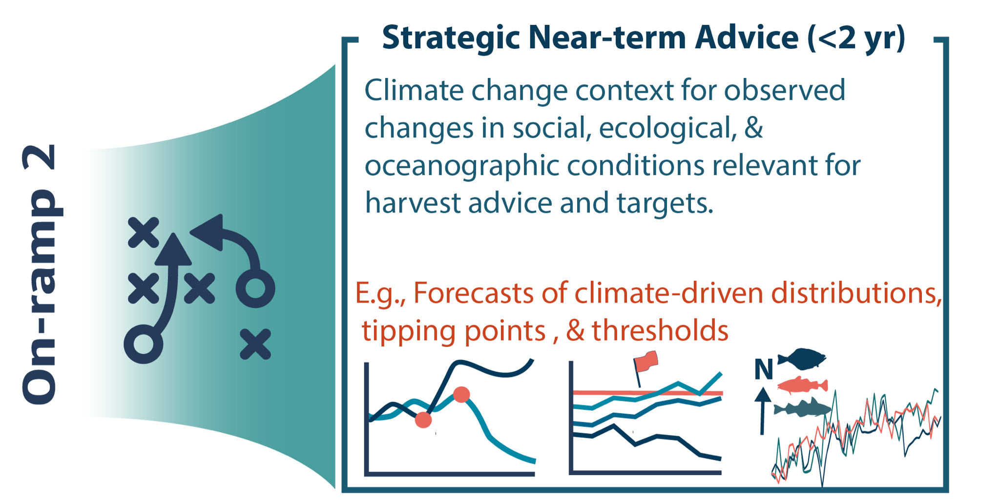 On-ramp 2
Strategic Near-term Advice (<2 yr)
Climate change context for observed
changes in social, ecological, &
oceanographic conditions relevant for
harvest advice and targets.
E.g., Forecasts of climate-driven distributions,
tipping points , & thresholds
N